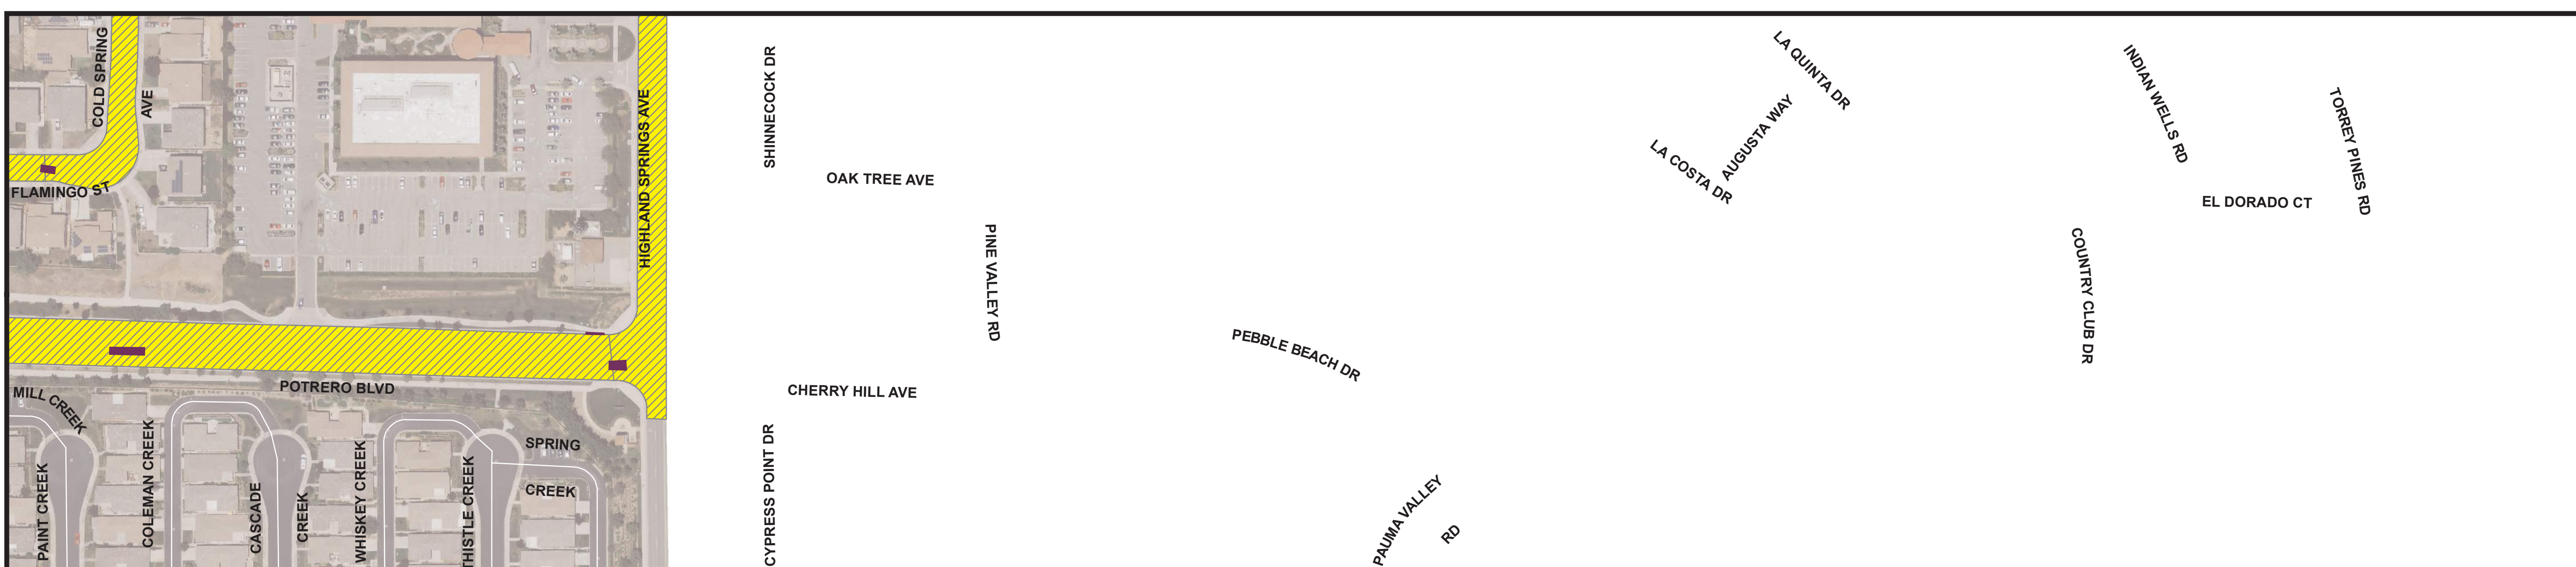 COLD SPRING
AVE
FLAMINGO ST
HIGHLAND SPRINGS AVE
POTRERO BLVD
MILL CREEK
PAINT CREEK
COLEMAN CREEK
CASCADE
CREEK
WHISKEY CREEK
THISTLE CREEK
SPRING
CREEK
SHINNECOCK DR
OAK TREE AVE
PINE VALLEY RD
CHERRY HILL AVE
CYPRESS POINT DR
PEBBLE BEACH DR
PAUMA VALLEY
RD
LA QUINTA DR
AUGUSTA WAY
LA COSTA DR
INDIAN WELLS RD
TORREY PINES RD
EL DORADO CT
COUNTRY CLUB DR